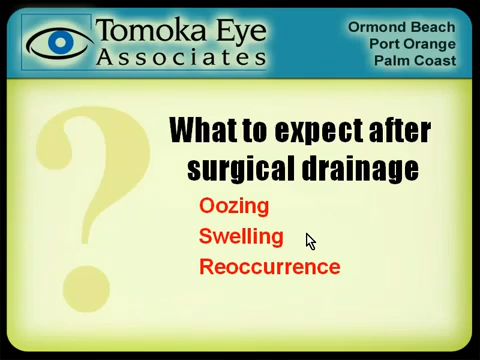 Tomoka Eye
Associates
Ormond Beach
Port Orange
Palm Coast
?
What to expect after
surgical drainage
Oozing
Swelling
Reoccurrence